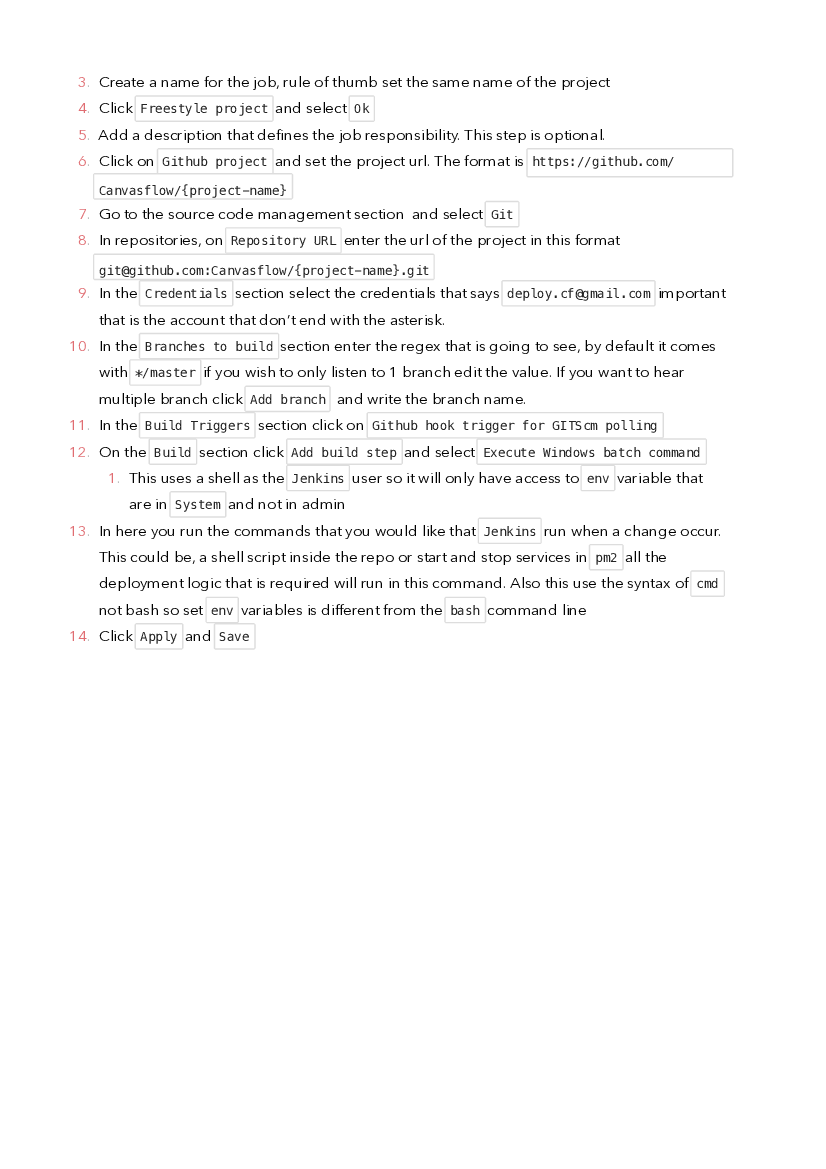 3. Create a name for the job, rule of thumb set the same name of the project
4. Click Freestyle project and select Ok
5. Add a description that defines the job responsibility. This step is optional.
6. Click on Github project and set the project url. The format is https://github.com/
Canvasflow/{project-name}
7. Go to the source code management section and select Git
8. In repositories, on Repository URL enter the url of the project in this format
git@github.com:Canvasflow/{project-name}.git
9. In the Credentials section select the credentials that says deploy.cf@gmail.com important
that is the account that don't end with the asterisk.
10. In the Branches to build section enter the regex that is going to see, by default it comes
with */master if you wish to only listen to 1 branch edit the value. If you want to hear
multiple branch click Add branch and write the branch name.
11. In the Build Triggers section click on Github hook trigger for GITScm polling
12. On the Build section click Add build step and select Execute Windows batch command
1. This uses a shell as the Jenkins user so it will only have access to env variable that
are in System and not in admin
13. In here you run the commands that you would like that Jenkins run when a change occur.
This could be, a shell script inside the repo or start and stop services in pm2 all the
deployment logic that is required will run in this command. Also this use the syntax of cmd
not bash so set env variables is different from the bash command line
14. Click Apply and Save